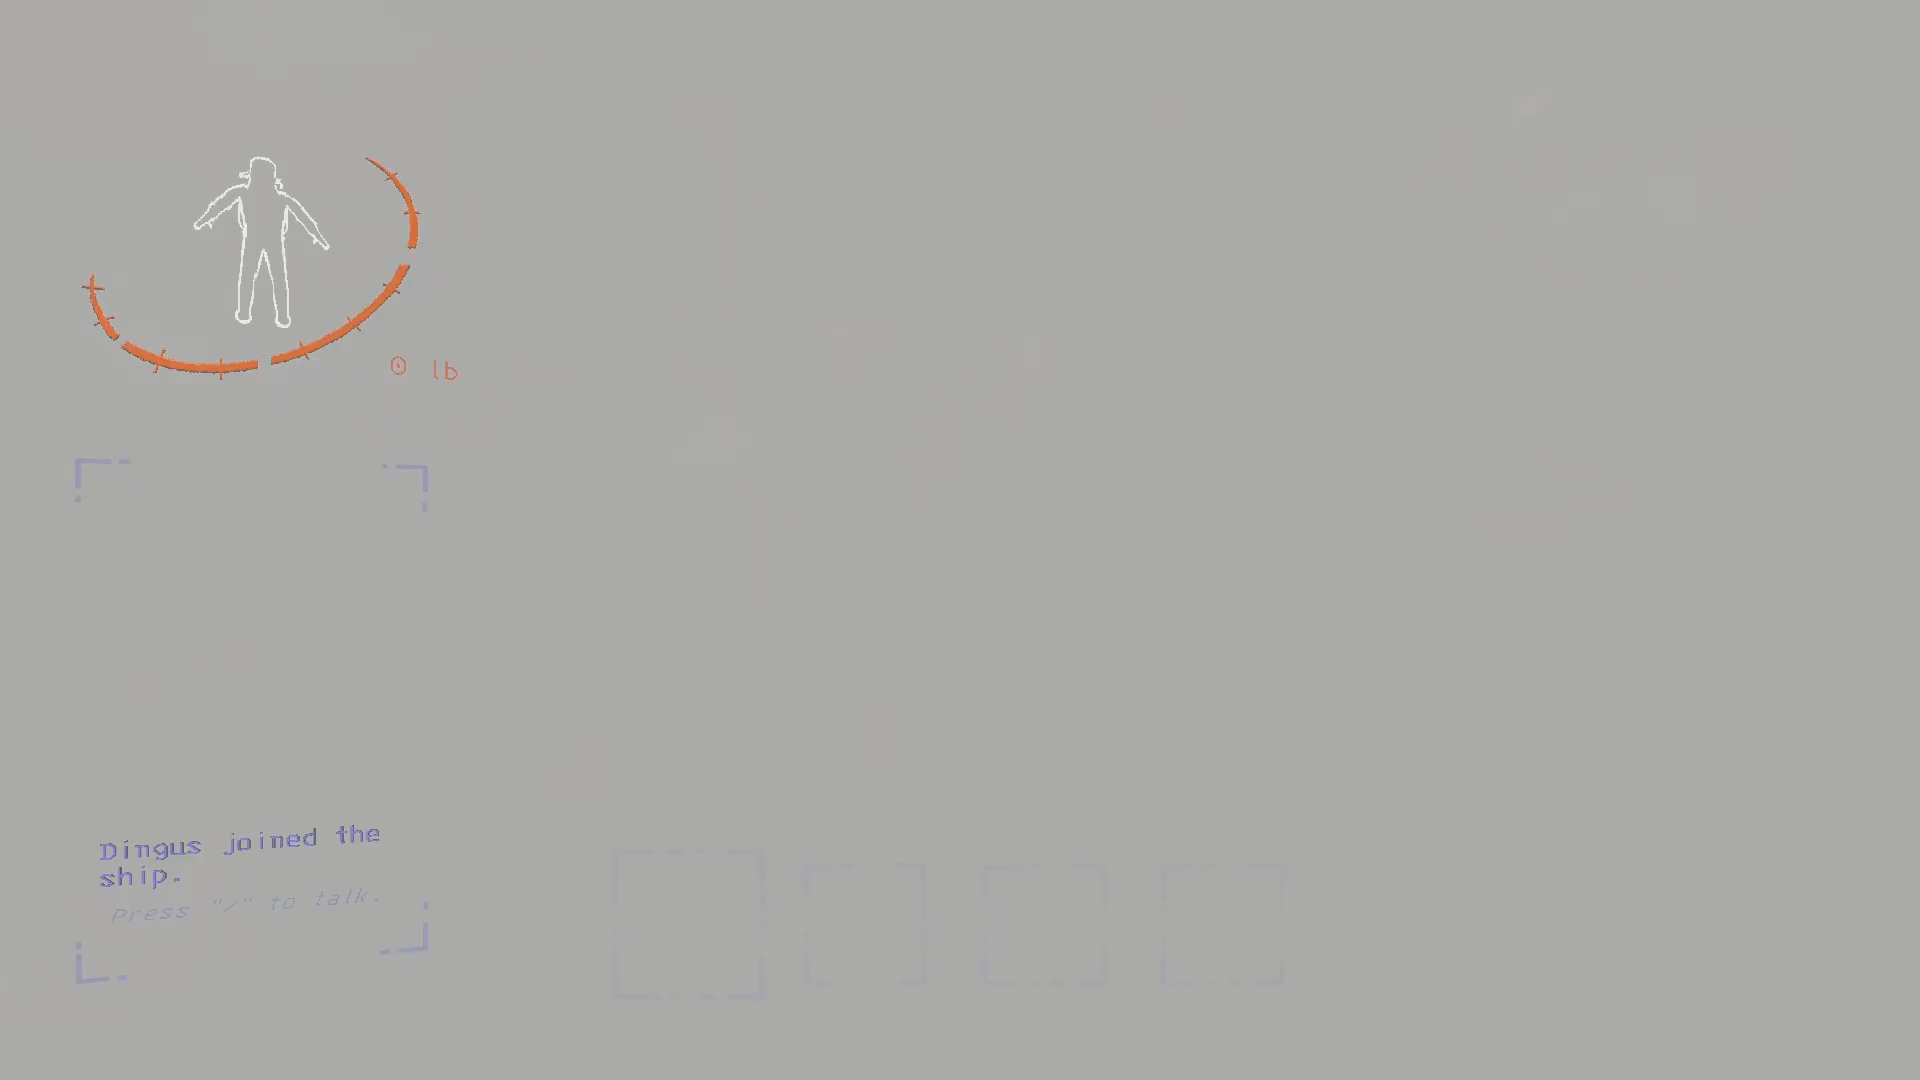 0 lb
Dingus joined the
ship.
Press "/" to talk.